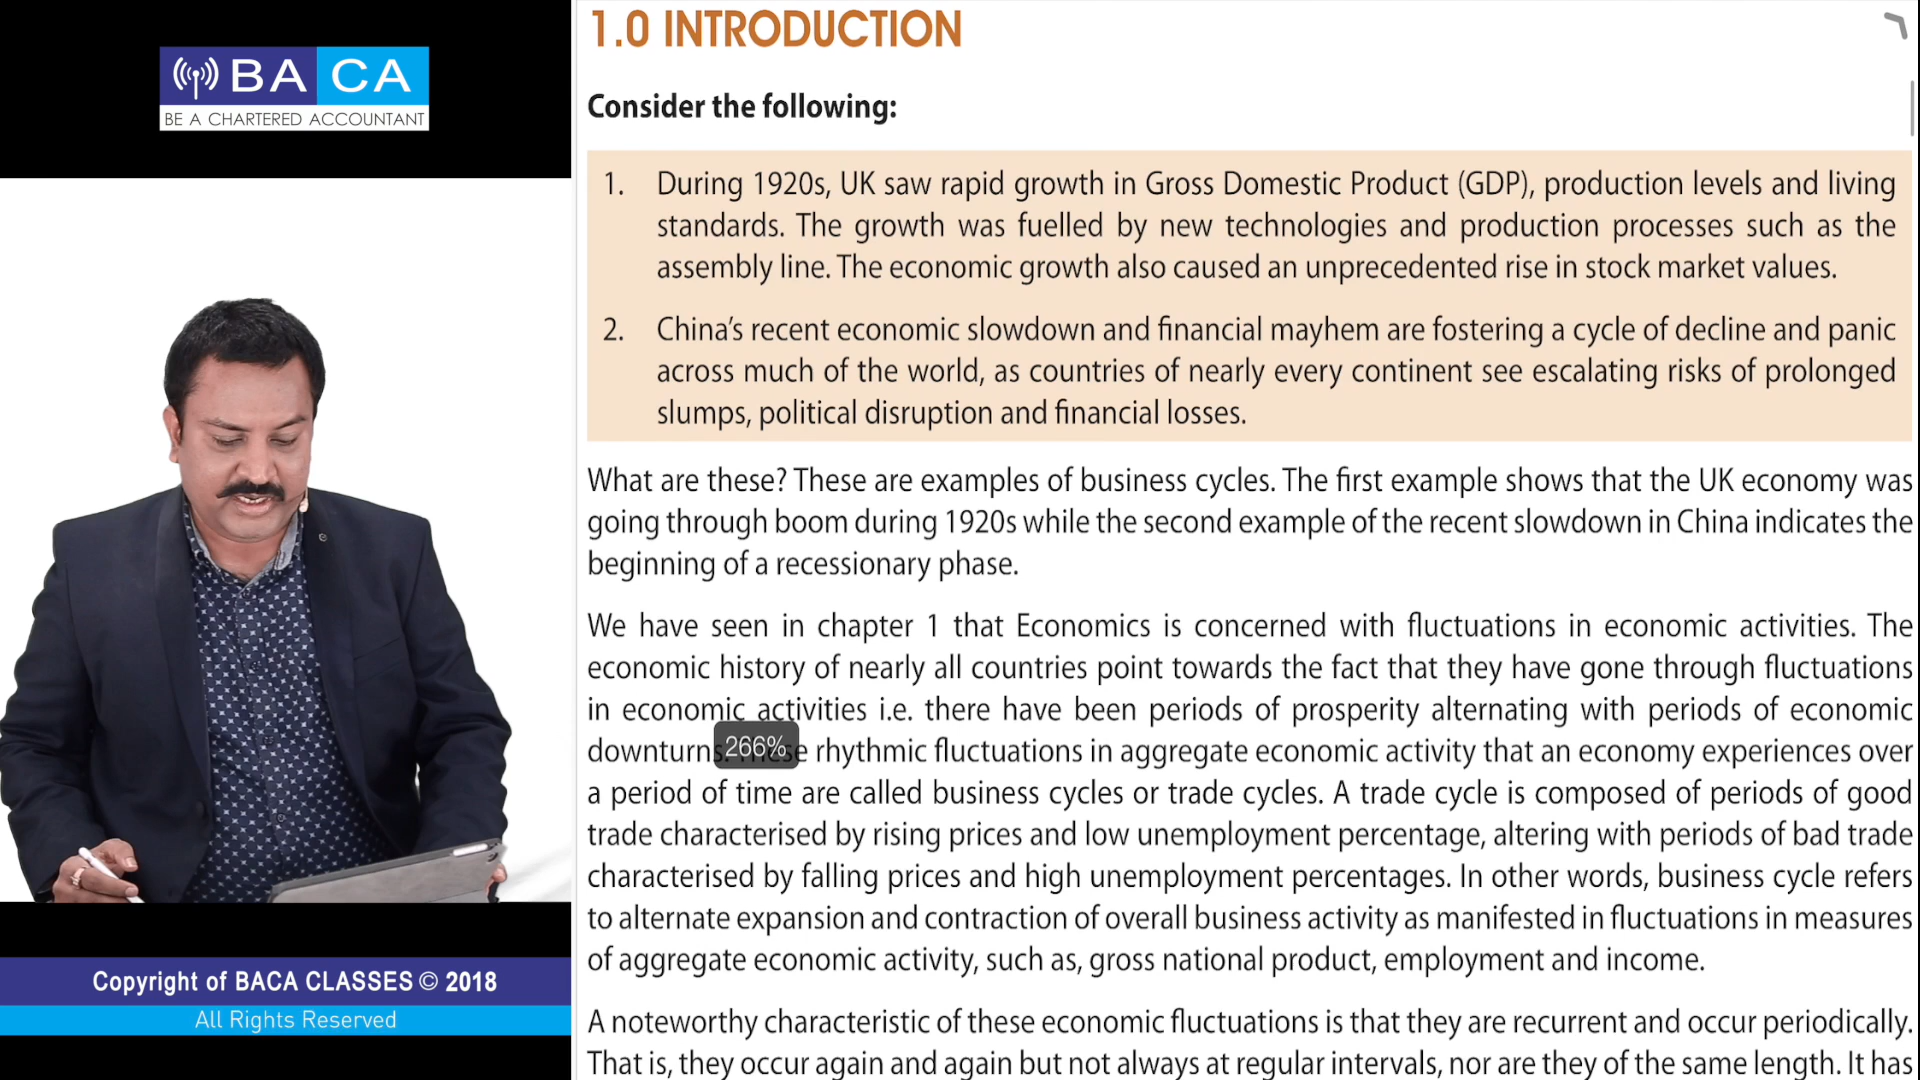 BA CA
BE A CHARTERED ACCOUNTANT
Copyright of BACA CLASSES © 2018
All Rights Reserved
1.0 INTRODUCTION
Consider the following:
1. During 1920s, UK saw rapid growth in Gross Domestic Product (GDP), production levels and living
standards. The growth was fuelled by new technologies and production processes such as the
assembly line. The economic growth also caused an unprecedented rise in stock market values.
2. China’s recent economic slowdown and financial mayhem are fostering a cycle of decline and panic
across much of the world, as countries of nearly every continent see escalating risks of prolonged
slumps, political disruption and financial losses.
What are these? These are examples of business cycles. The first example shows that the UK economy was
going through boom during 1920s while the second example of the recent slowdown in China indicates the
beginning of a recessionary phase.
We have seen in chapter 1 that Economics is concerned with fluctuations in economic activities. The
economic history of nearly all countries point towards the fact that they have gone through fluctuations
in economic activities i.e. there have been periods of prosperity alternating with periods of economic
downturns. These rhythmic fluctuations in aggregate economic activity that an economy experiences over
266%
a period of time are called business cycles or trade cycles. A trade cycle is composed of periods of good
trade characterised by rising prices and low unemployment percentage, altering with periods of bad trade
characterised by falling prices and high unemployment percentages. In other words, business cycle refers
to alternate expansion and contraction of overall business activity as manifested in fluctuations in measures
of aggregate economic activity, such as, gross national product, employment and income.
A noteworthy characteristic of these economic fluctuations is that they are recurrent and occur periodically.
That is, they occur again and again but not always at regular intervals, nor are they of the same length. It has